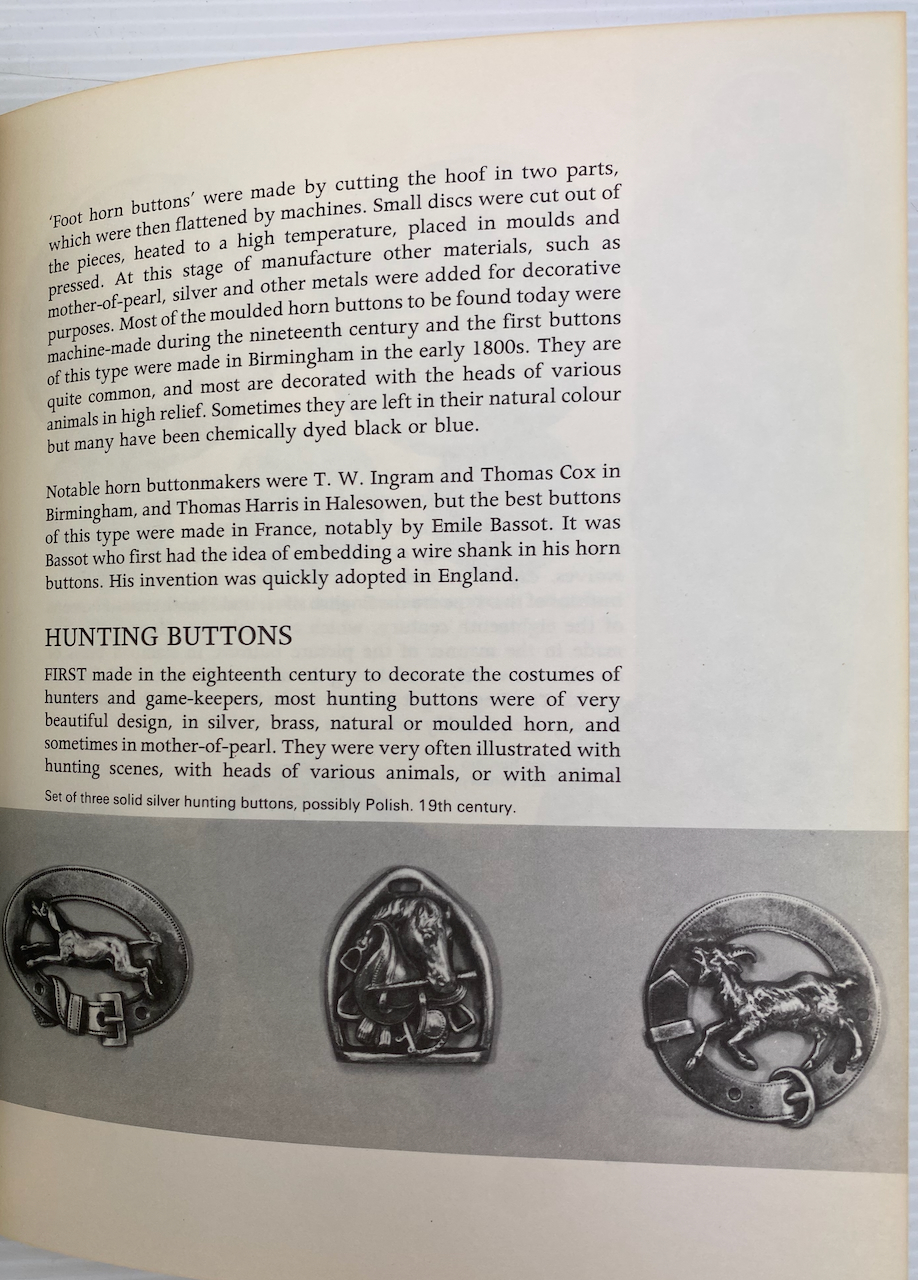 ‘Foot horn buttons’ were made by cutting the hoof in two parts,
which were then flattened by machines. Small discs were cut out of
the pieces, heated to a high temperature, placed in moulds and
pressed. At this stage of manufacture other materials, such as
mother-of-pearl, silver and other metals were added for decorative
purposes. Most of the moulded horn buttons to be found today were
machine-made during the nineteenth century and the first buttons
of this type were made in Birmingham in the early 1800s. They are
quite common, and most are decorated with the heads of various
animals in high relief. Sometimes they are left in their natural colour
but many have been chemically dyed black or blue.
Notable horn buttonmakers were T. W. Ingram and Thomas Cox in
Birmingham, and Thomas Harris in Halesowen, but the best buttons
of this type were made in France, notably by Emile Bassot. It was
Bassot who first had the idea of embedding a wire shank in his horn
buttons. His invention was quickly adopted in England.
HUNTING BUTTONS
FIRST made in the eighteenth century to decorate the costumes of
hunters and game-keepers, most hunting buttons were of very
beautiful design, in silver, brass, natural or moulded horn, and
sometimes in mother-of-pearl. They were very often illustrated with
hunting scenes, with heads of various animals, or with animal
Set of three solid silver hunting buttons, possibly Polish. 19th century.